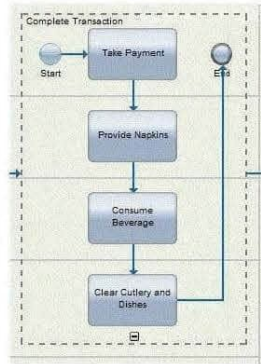 Complete Transaction
Take Payment
Start
End
Provide Napkins
Consume
Beverage
Clear Cutlery and
Dishes